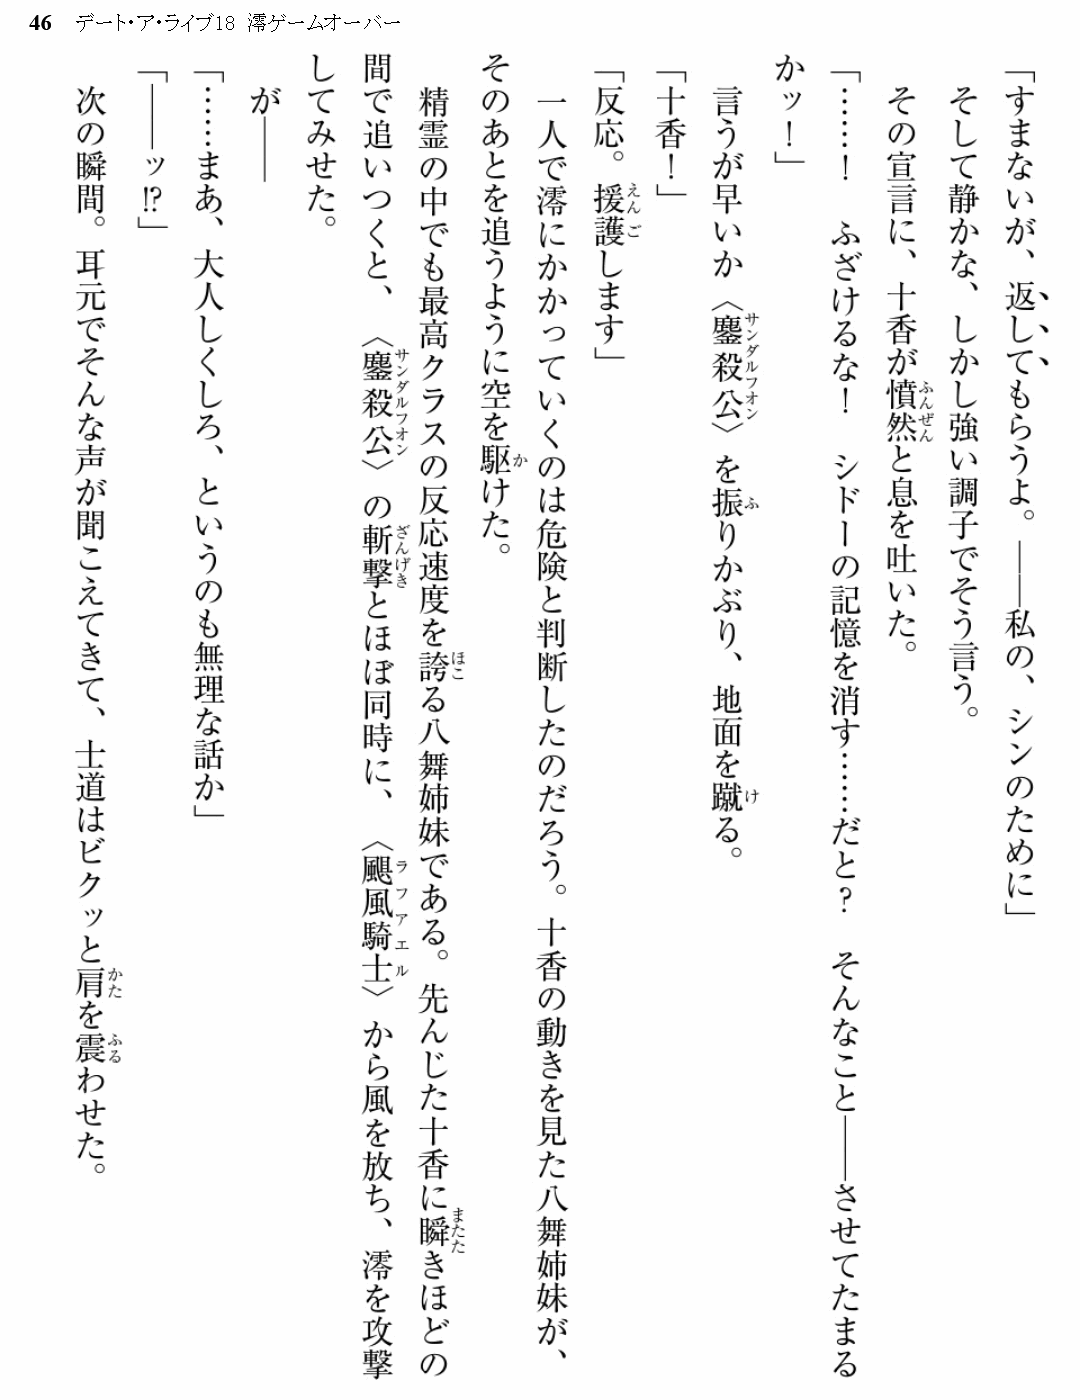 46 デート・ア・ライブ18 澪ゲームオーバー
「すまないが、返してもらうよ。――私の、シンのために」
そして静かな、しかし強い調子でそう言う。
その宣言に、十香が憤然と息を吐いた。
「……！　ふざけるな！　シドーの記憶を消す……だと？　そんなこと――させてたまる
かッ！」
言うが早いか〈鏖殺公〉を振りかぶり、地面を蹴る。
「十香！」
「反応。援護します」
一人で澪にかかっていくのは危険と判断したのだろう。十香の動きを見た八舞姉妹が、
そのあとを追うように空を駆けた。
精霊の中でも最高クラスの反応速度を誇る八舞姉妹である。先んじた十香に瞬きほどの
間で追いつくと、〈鏖殺公〉の斬撃とほぼ同時に、〈颶風騎士〉から風を放ち、澪を攻撃
してみせた。
が――
「……まあ、大人しくしろ、というのも無理な話か」
「――ッ!?」
次の瞬間。耳元でそんな声が聞こえてきて、士道はビクッと肩を震わせた。